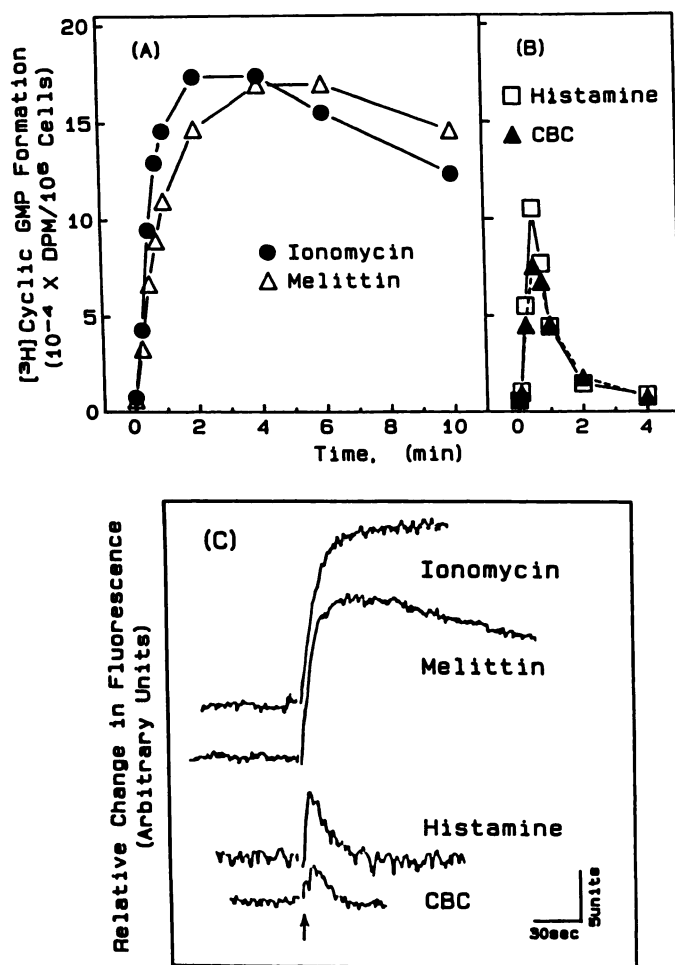 [³H]Cyclic GMP Formation
(10⁻⁴ X DPM/10⁶ Cells)
20
15
10
5
0
(A)
Ionomycin
Melittin
0 2 4 6 8 10
(B)
Histamine
CBC
0 2 4
Time, (min)
Relative Change in Fluorescence
(Arbitrary Units)
(C)
Ionomycin
Melittin
Histamine
CBC
5units
30sec